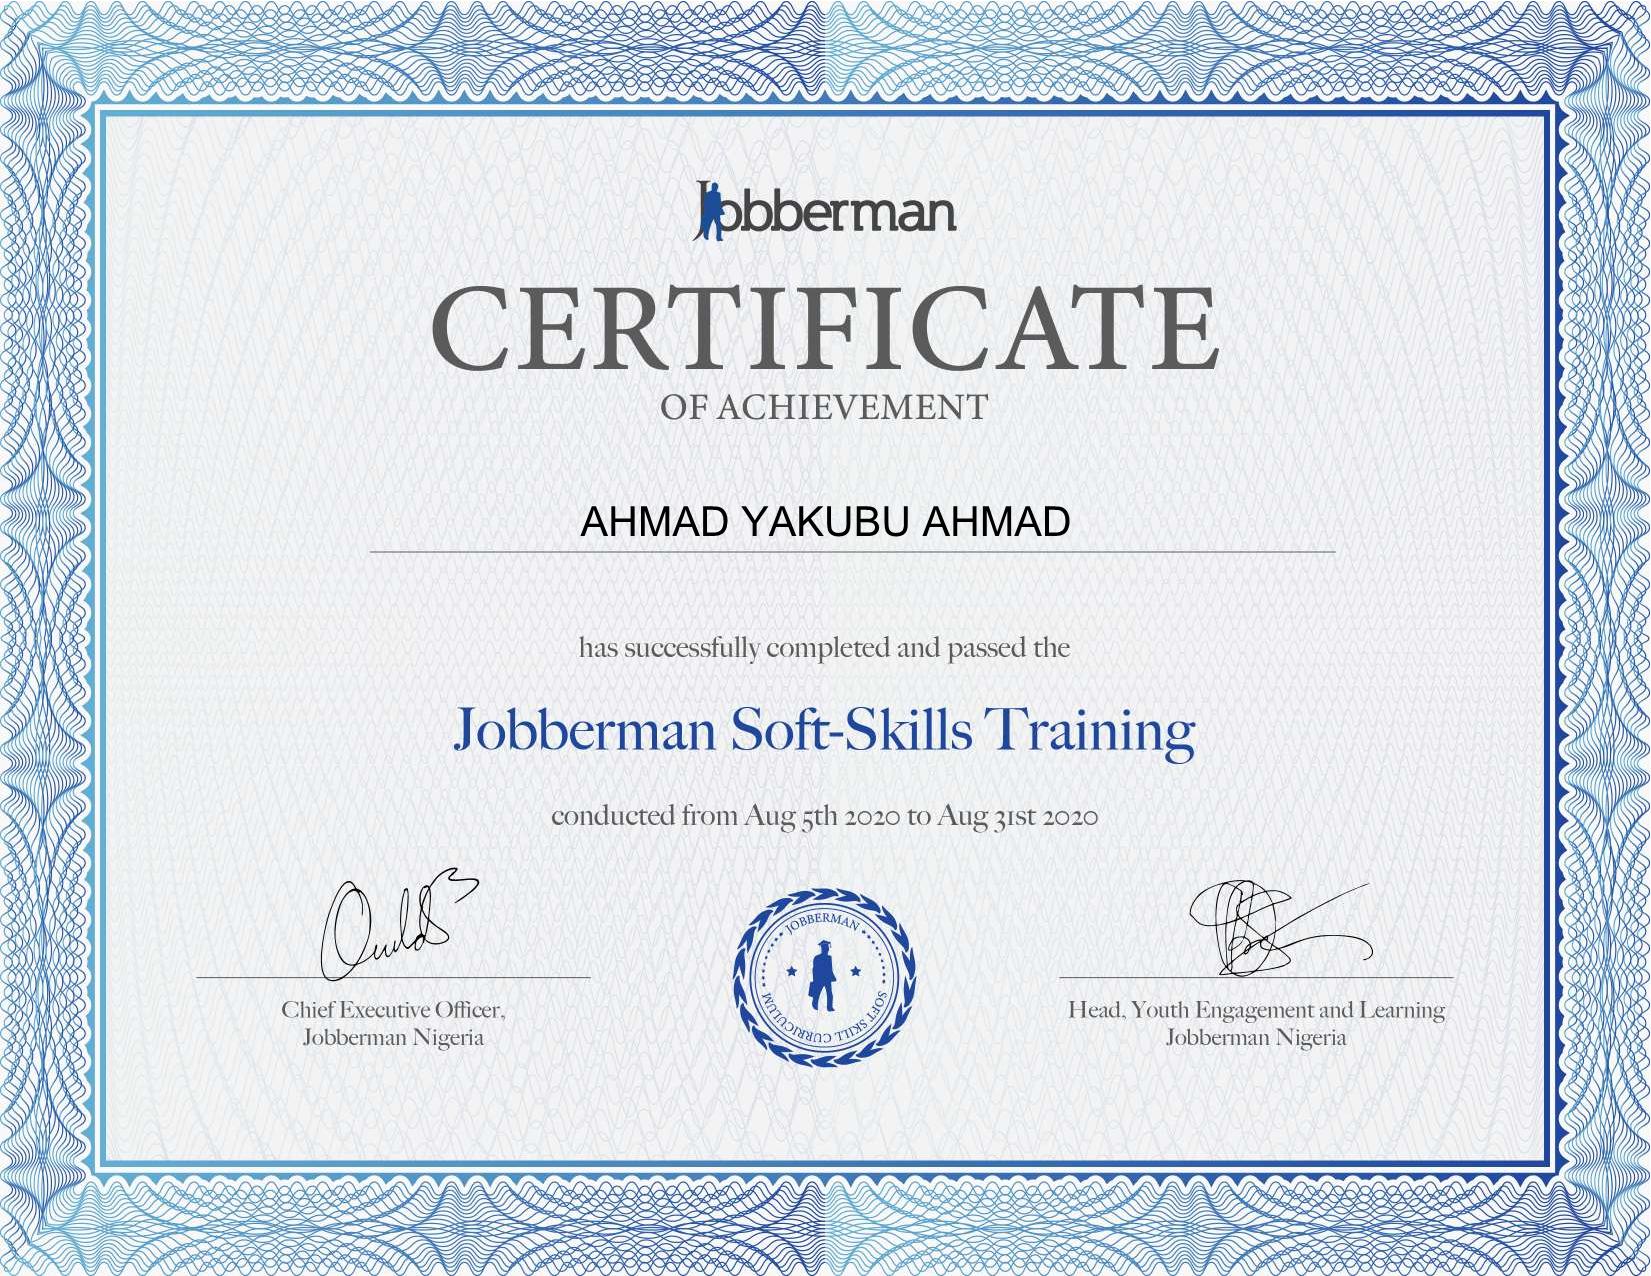 Jobberman
CERTIFICATE
OF ACHIEVEMENT
AHMAD YAKUBU AHMAD
has successfully completed and passed the
Jobberman Soft-Skills Training
conducted from Aug 5th 2020 to Aug 31st 2020
JOBBERMAN
SOFT SKILL CURRICULUM
Chief Executive Officer,
Jobberman Nigeria
Head, Youth Engagement and Learning
Jobberman Nigeria